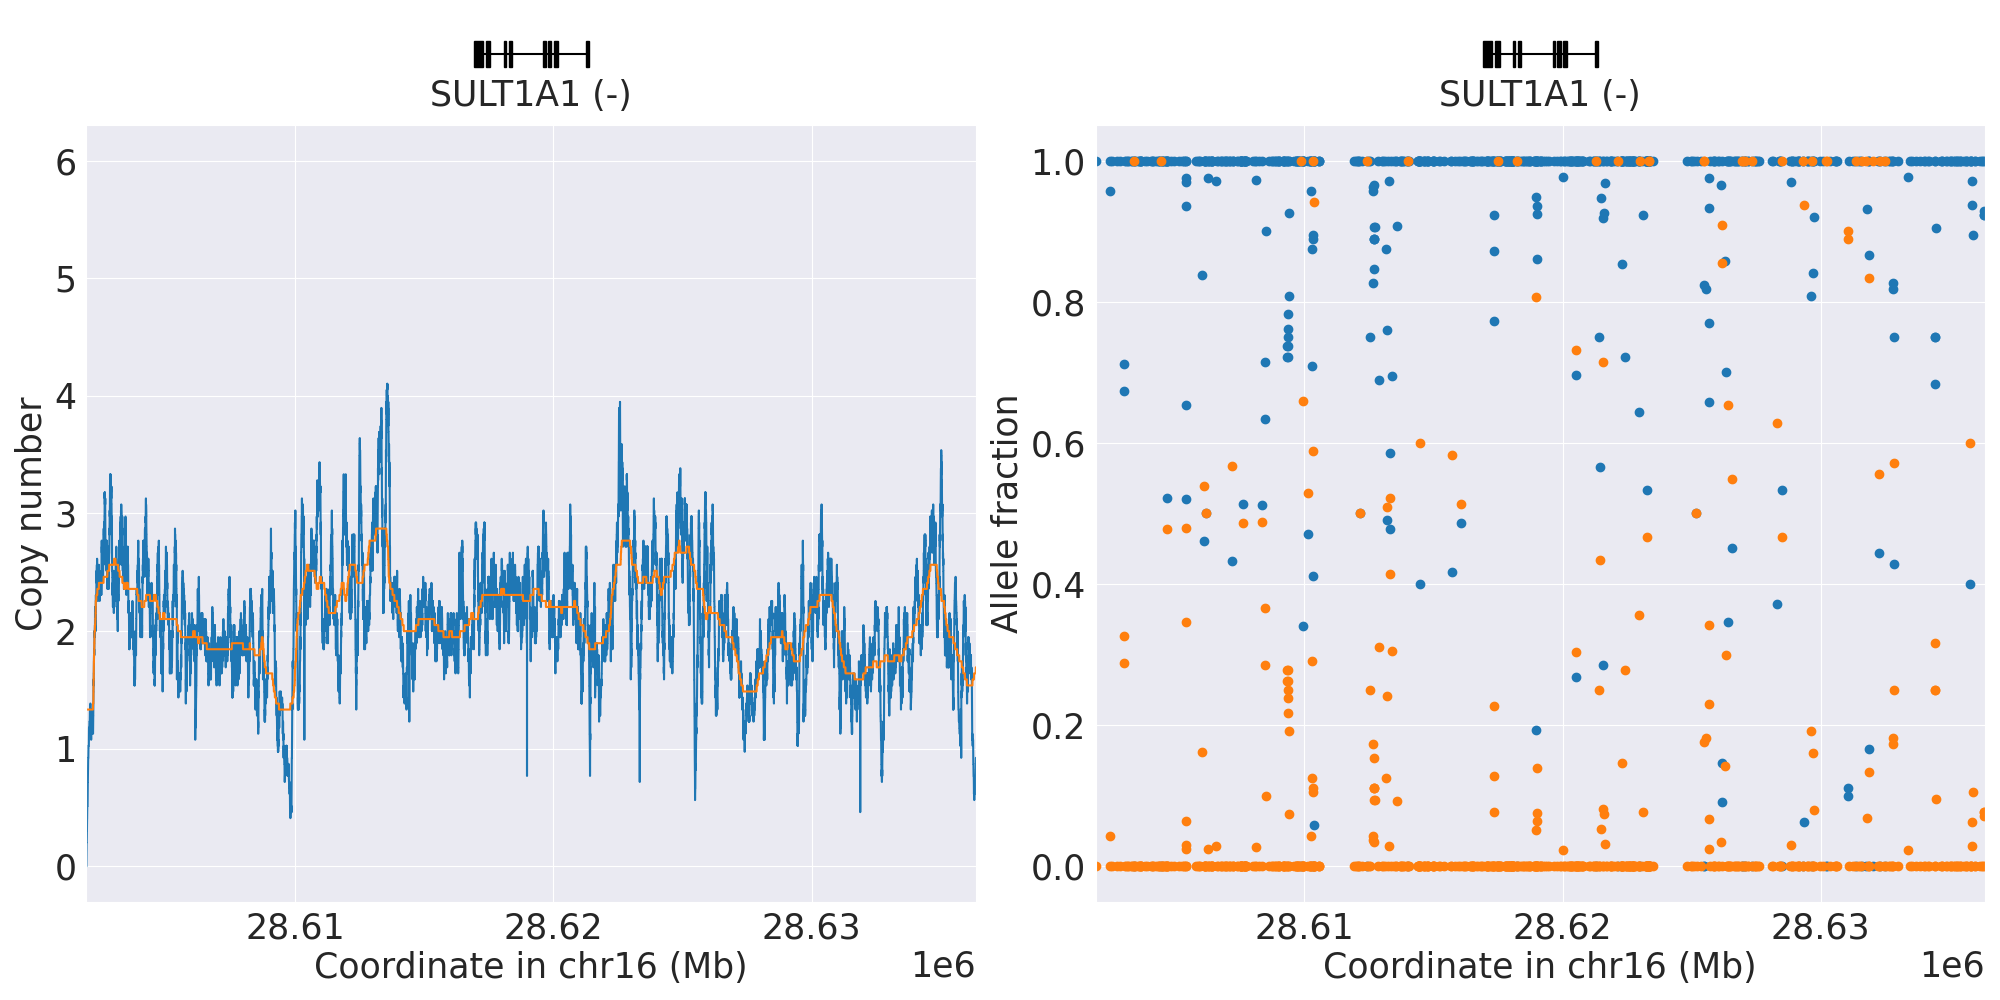 SULT1A1 (-)
6
5
4
3
2
1
0
Copy number
28.61
28.62
28.63
Coordinate in chr16 (Mb)
1e6
SULT1A1 (-)
1.0
0.8
0.6
0.4
0.2
0.0
Allele fraction
28.61
28.62
28.63
Coordinate in chr16 (Mb)
1e6